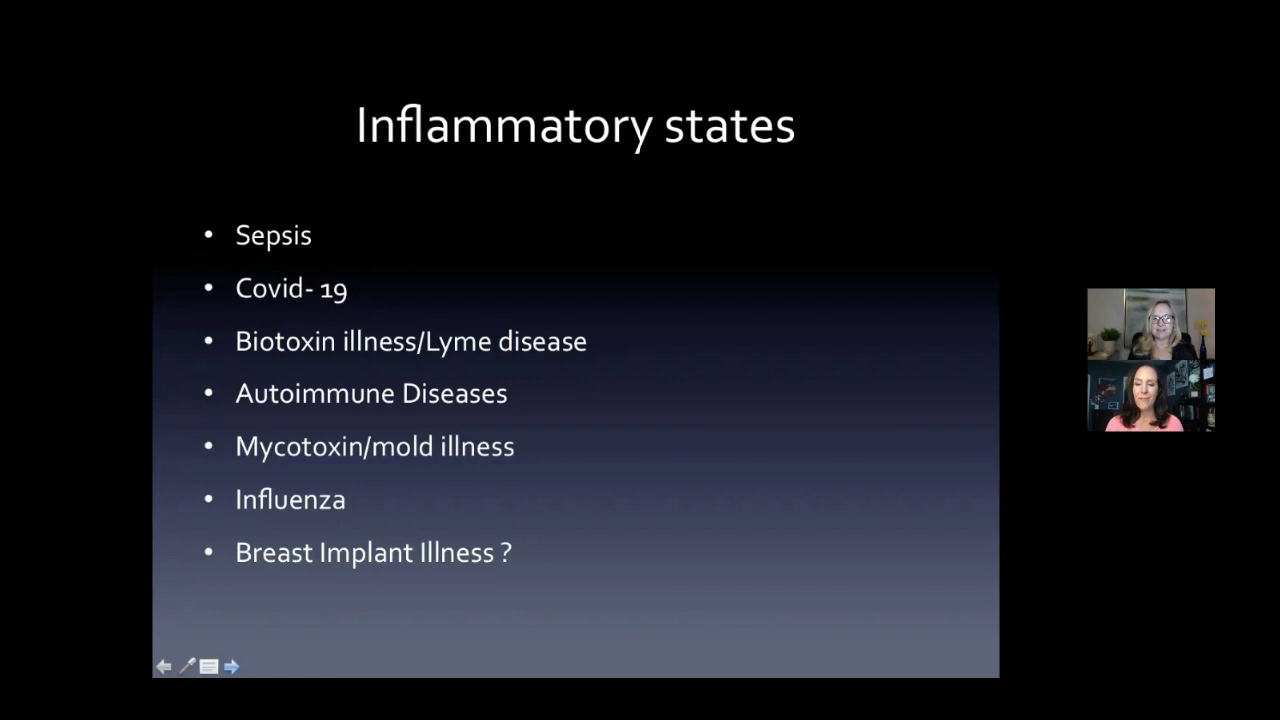 Inflammatory states
• Sepsis
• Covid- 19
• Biotoxin illness/Lyme disease
• Autoimmune Diseases
• Mycotoxin/mold illness
• Influenza
• Breast Implant Illness ?